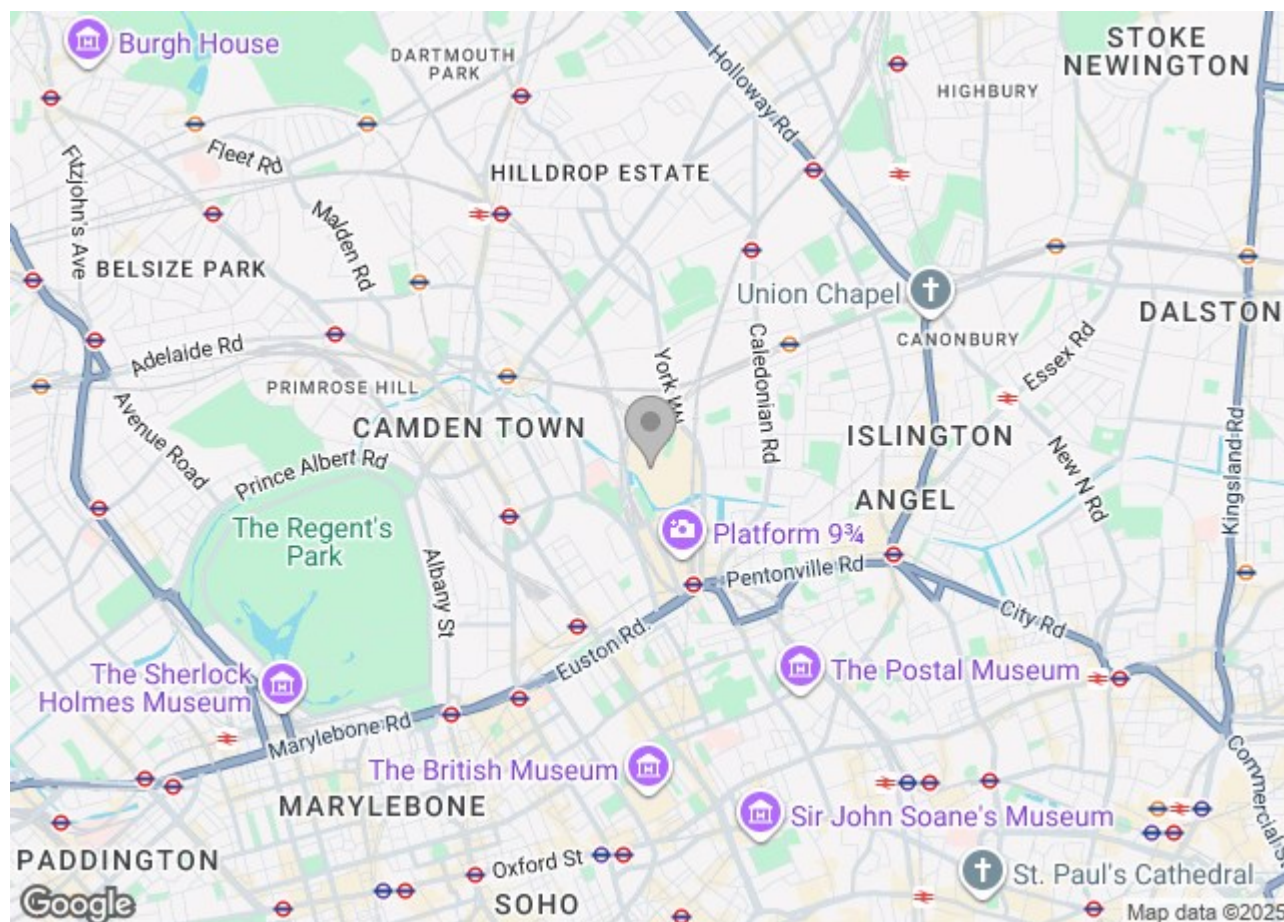 Burgh House
DARTMOUTH
PARK
STOKE
NEWINGTON
Holloway Rd
HIGHBURY
Fitzjohn's Ave
Fleet Rd
HILLDROP ESTATE
Malden Rd
BELSIZE PARK
Union Chapel
DALSTON
Adelaide Rd
York Wy
Caledonian Rd
CANONBURY
Essex Rd
PRIMROSE HILL
Avenue Road
CAMDEN TOWN
ISLINGTON
Kingsland Rd
Prince Albert Rd
New N Rd
ANGEL
The Regent's
Park
Platform 9¾
Albany St
Pentonville Rd
City Rd
Euston Rd.
The Sherlock
Holmes Museum
The Postal Museum
Marylebone Rd
The British Museum
Commercial St
MARYLEBONE
Sir John Soane's Museum
PADDINGTON
Oxford St
St. Paul's Cathedral
SOHO
Google
Map data ©2025